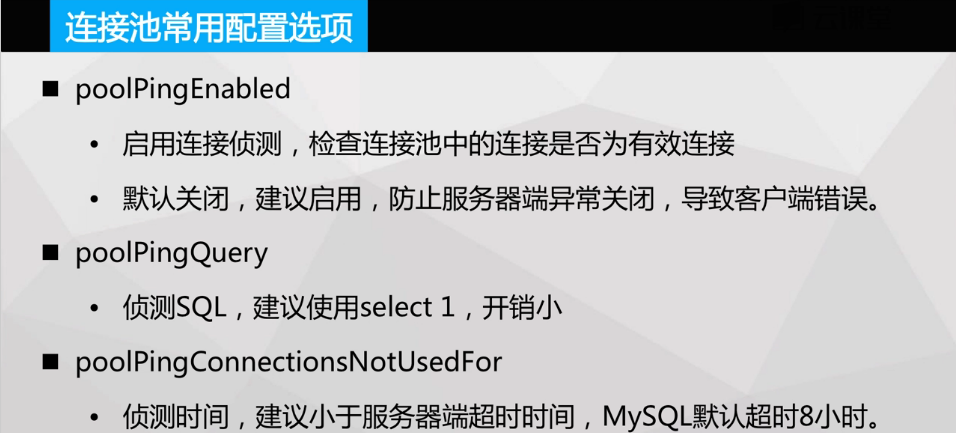 连接池常用配置选项
poolPingEnabled
启用连接侦测，检查连接池中的连接是否为有效连接
默认关闭，建议启用，防止服务器端异常关闭，导致客户端错误。
poolPingQuery
侦测SQL，建议使用select 1，开销小
poolPingConnectionsNotUsedFor
侦测时间，建议小于服务器端超时时间，MySQL默认超时8小时。